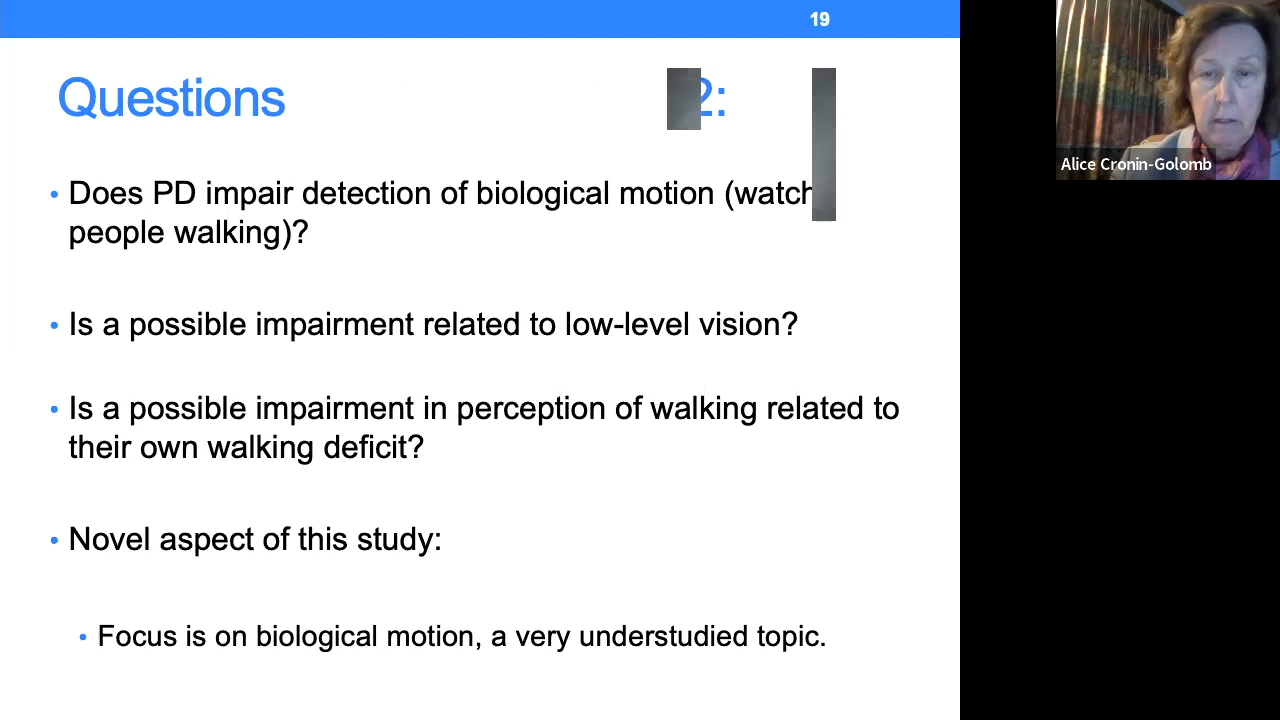 19
Questions 2:
• Does PD impair detection of biological motion (watch
people walking)?
• Is a possible impairment related to low-level vision?
• Is a possible impairment in perception of walking related to
their own walking deficit?
• Novel aspect of this study:
• Focus is on biological motion, a very understudied topic.
Alice Cronin-Golomb